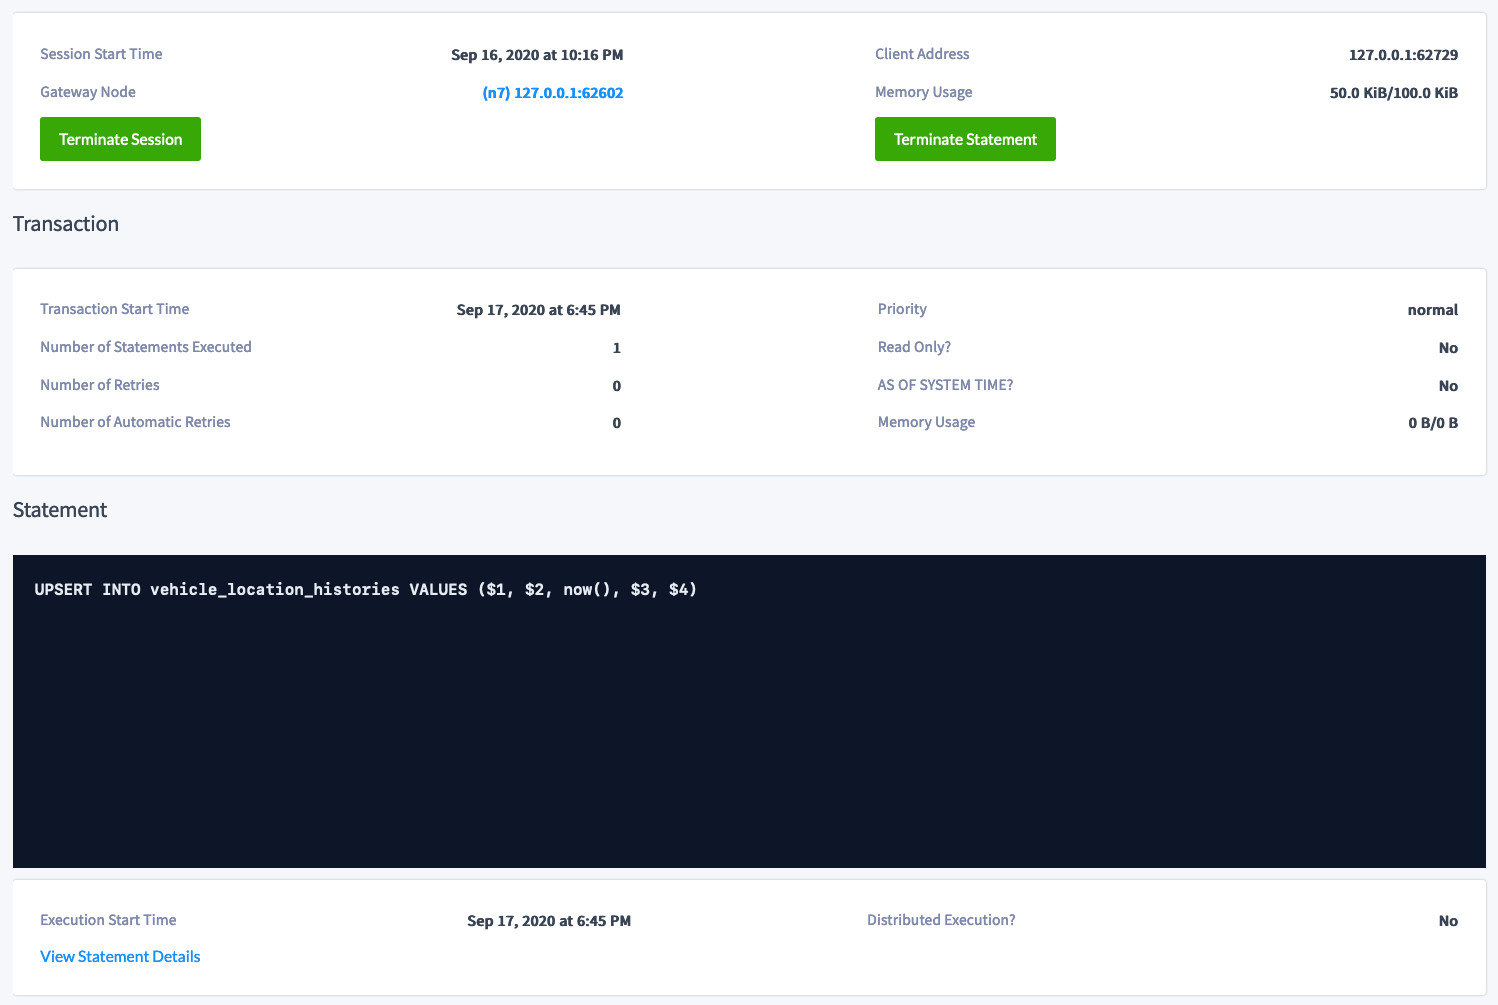 Session Start Time Sep 16, 2020 at 10:16 PM Client Address 127.0.0.1:62729
Gateway Node (n7) 127.0.0.1:62602 Memory Usage 50.0 KiB/100.0 KiB
Terminate Session Terminate Statement
Transaction
Transaction Start Time Sep 17, 2020 at 6:45 PM Priority normal
Number of Statements Executed 1 Read Only? No
Number of Retries 0 AS OF SYSTEM TIME? No
Number of Automatic Retries 0 Memory Usage 0 B/0 B
Statement
UPSERT INTO vehicle_location_histories VALUES ($1, $2, now(), $3, $4)
Execution Start Time Sep 17, 2020 at 6:45 PM Distributed Execution? No
View Statement Details